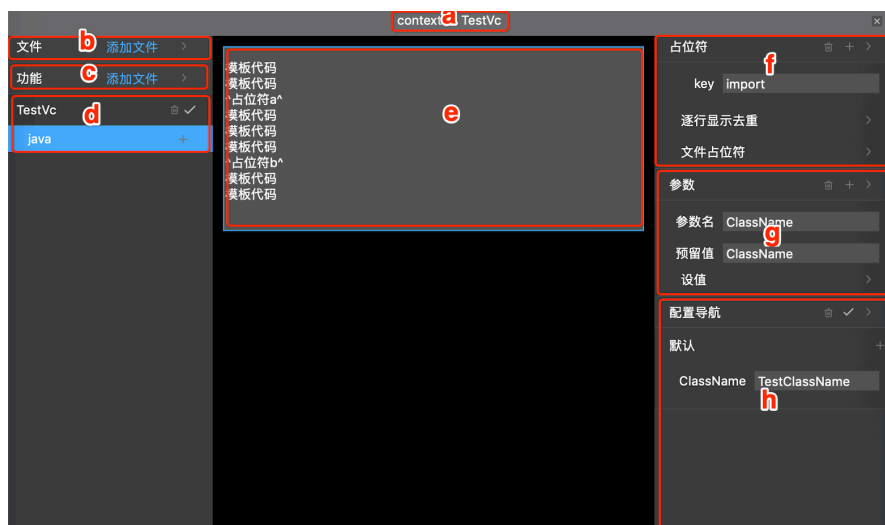 context a TestVc
文件 b 添加文件
功能 c 添加文件
TestVc d
java
模板代码
模板代码
^占位符a^
模板代码
模板代码
模板代码
^占位符b^
模板代码
模板代码
e
占位符
f
key import
逐行显示去重
文件占位符
参数
参数名 ClassName
g
预留值 ClassName
设值
配置导航
默认
ClassName TestClassName
h